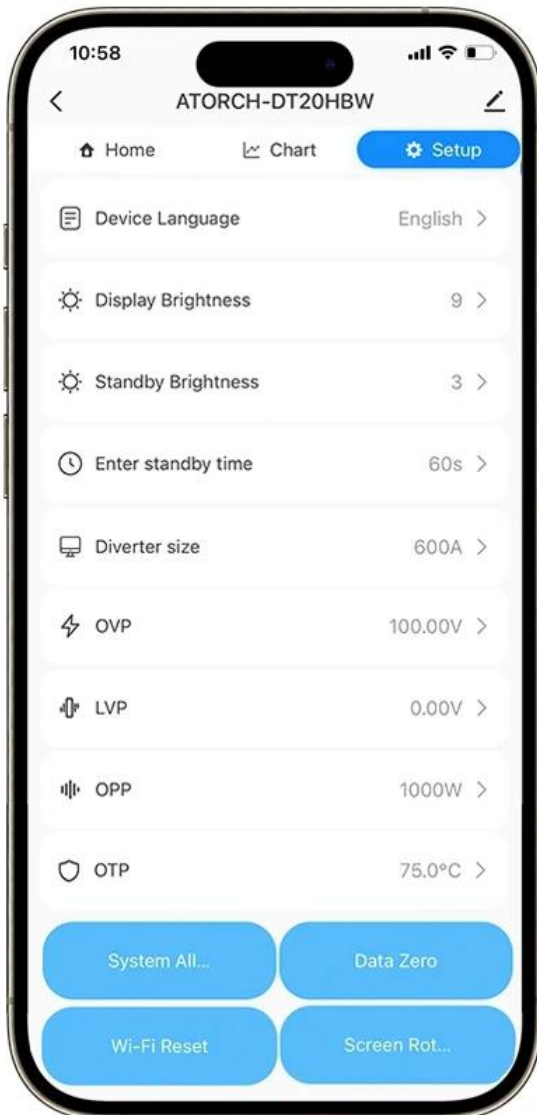 10:58
ATORCH-DT20HBW
Home Chart Setup
Device Language English
Display Brightness 9
Standby Brightness 3
Enter standby time 60s
Diverter size 600A
OVP 100.00V
LVP 0.00V
OPP 1000W
OTP 75.0°C
System All... Data Zero
Wi-Fi Reset Screen Rot...